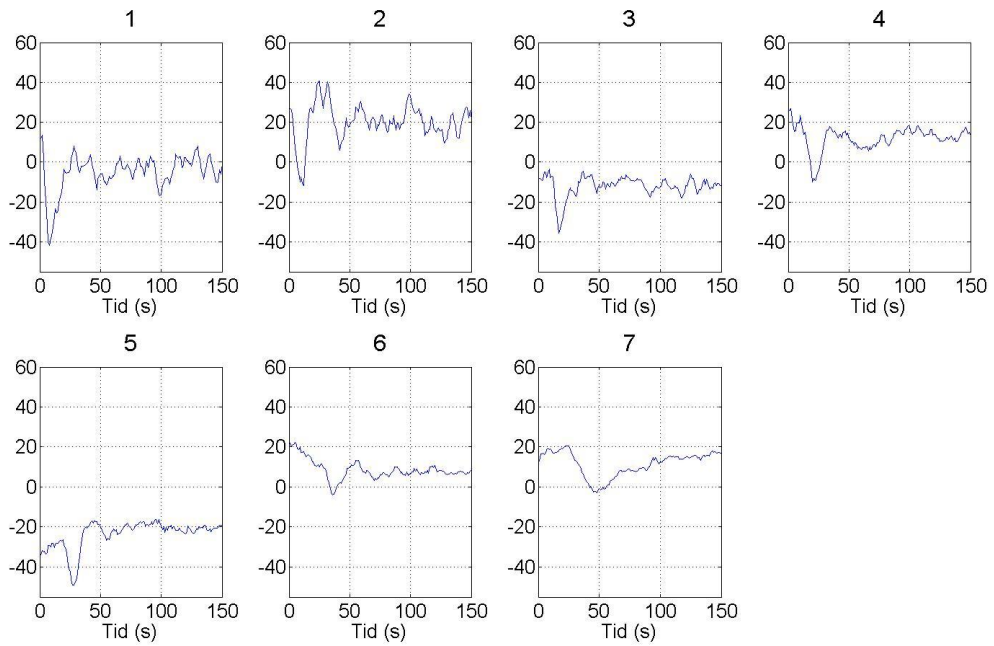 1 2 3 4
60 60 60 60
40 40 40 40
20 20 20 20
0 0 0 0
-20 -20 -20 -20
-40 -40 -40 -40
0 50 100 150 0 50 100 150 0 50 100 150 0 50 100 150
Tid (s) Tid (s) Tid (s) Tid (s)
5 6 7
60 60 60
40 40 40
20 20 20
0 0 0
-20 -20 -20
-40 -40 -40
0 50 100 150 0 50 100 150 0 50 100 150
Tid (s) Tid (s) Tid (s)